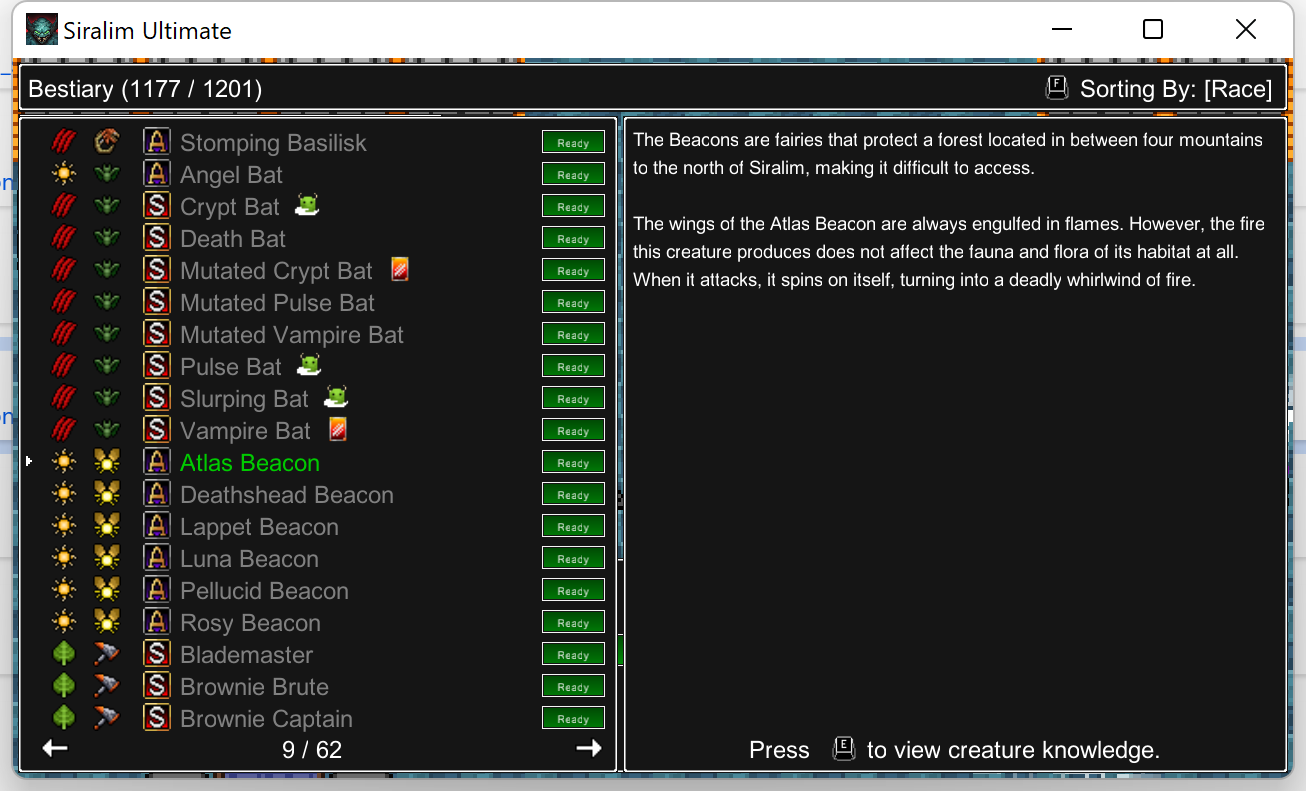 Siralim Ultimate
Bestiary (1177 / 1201)
F Sorting By: [Race]
A Stomping Basilisk Ready
A Angel Bat Ready
S Crypt Bat Ready
S Death Bat Ready
S Mutated Crypt Bat Ready
S Mutated Pulse Bat Ready
S Mutated Vampire Bat Ready
S Pulse Bat Ready
S Slurping Bat Ready
S Vampire Bat Ready
A Atlas Beacon Ready
A Deathshead Beacon Ready
A Lappet Beacon Ready
A Luna Beacon Ready
A Pellucid Beacon Ready
A Rosy Beacon Ready
S Blademaster Ready
S Brownie Brute Ready
S Brownie Captain Ready
9 / 62
The Beacons are fairies that protect a forest located in between four mountains
to the north of Siralim, making it difficult to access.
The wings of the Atlas Beacon are always engulfed in flames. However, the fire
this creature produces does not affect the fauna and flora of its habitat at all.
When it attacks, it spins on itself, turning into a deadly whirlwind of fire.
Press E to view creature knowledge.